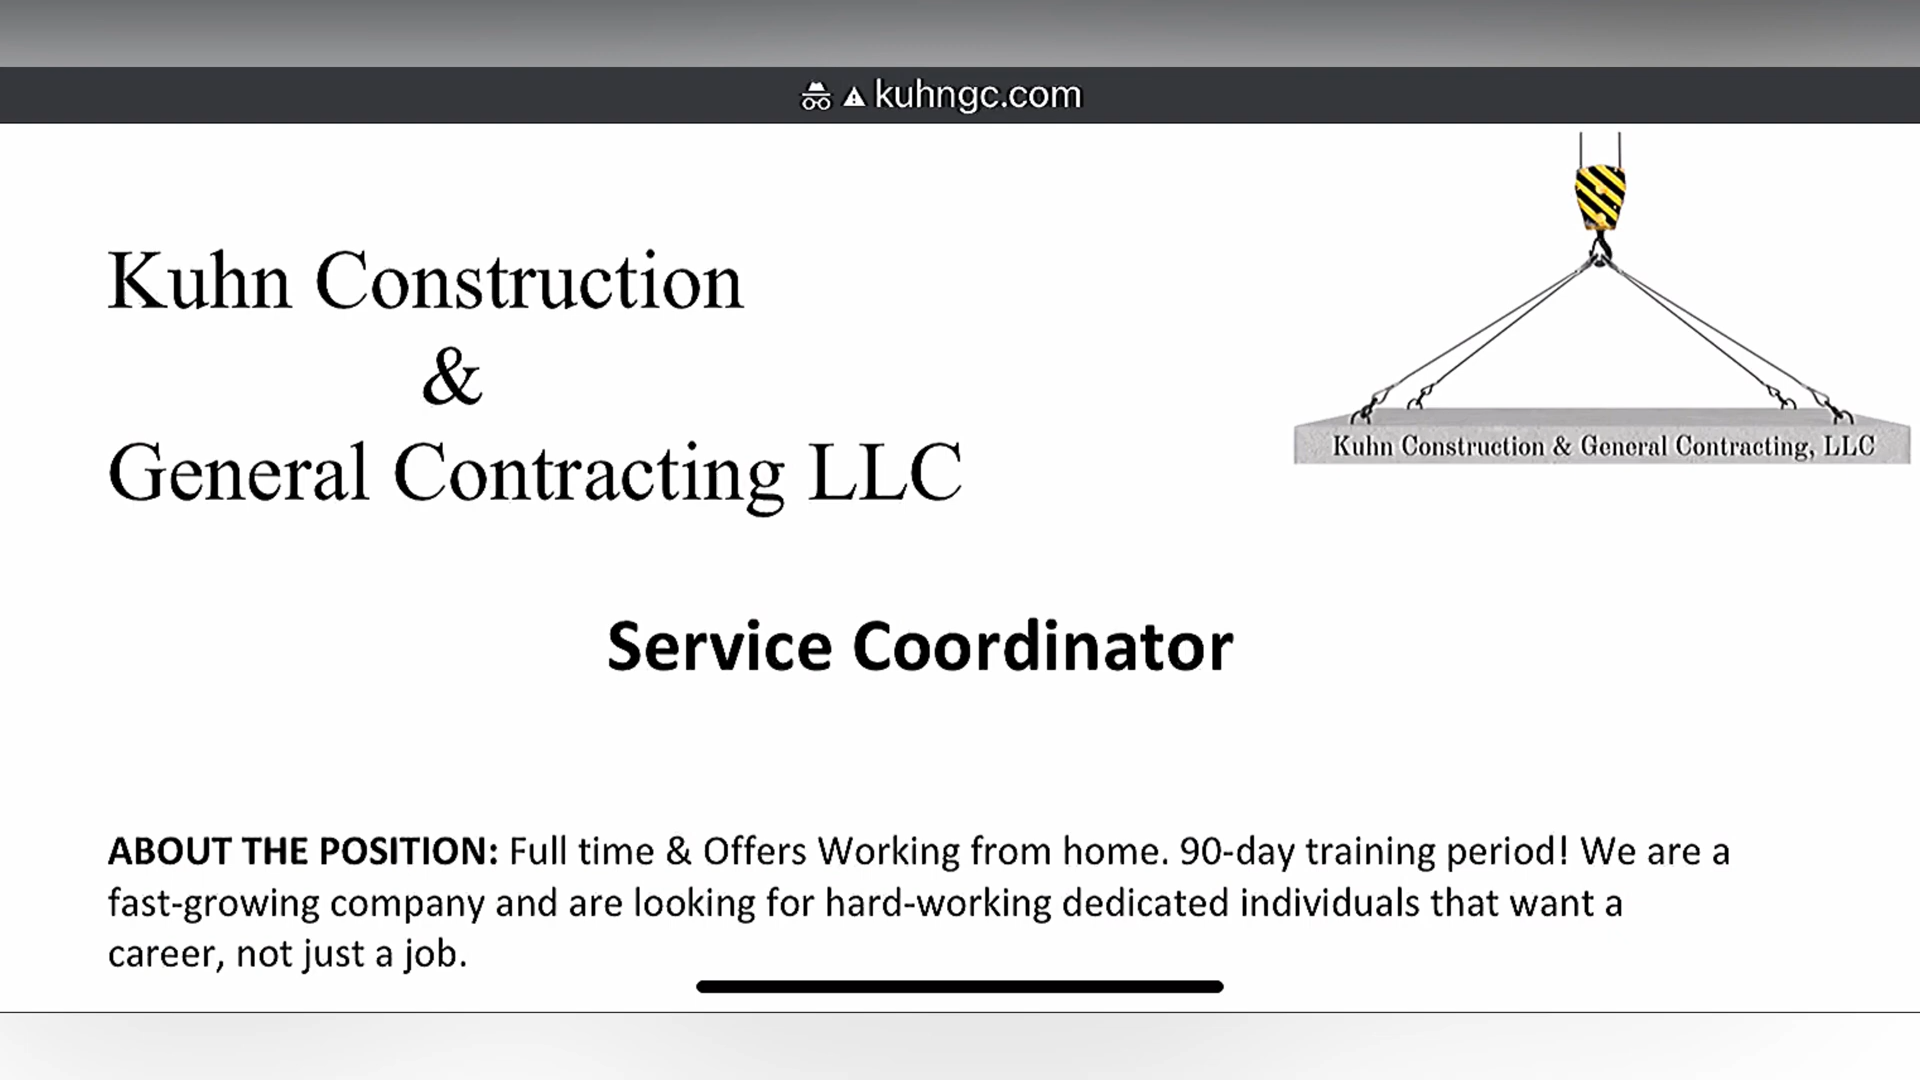 kuhngc.com
Kuhn Construction
&
General Contracting LLC
Kuhn Construction & General Contracting, LLC
Service Coordinator
ABOUT THE POSITION: Full time & Offers Working from home. 90-day training period! We are a
fast-growing company and are looking for hard-working dedicated individuals that want a
career, not just a job.